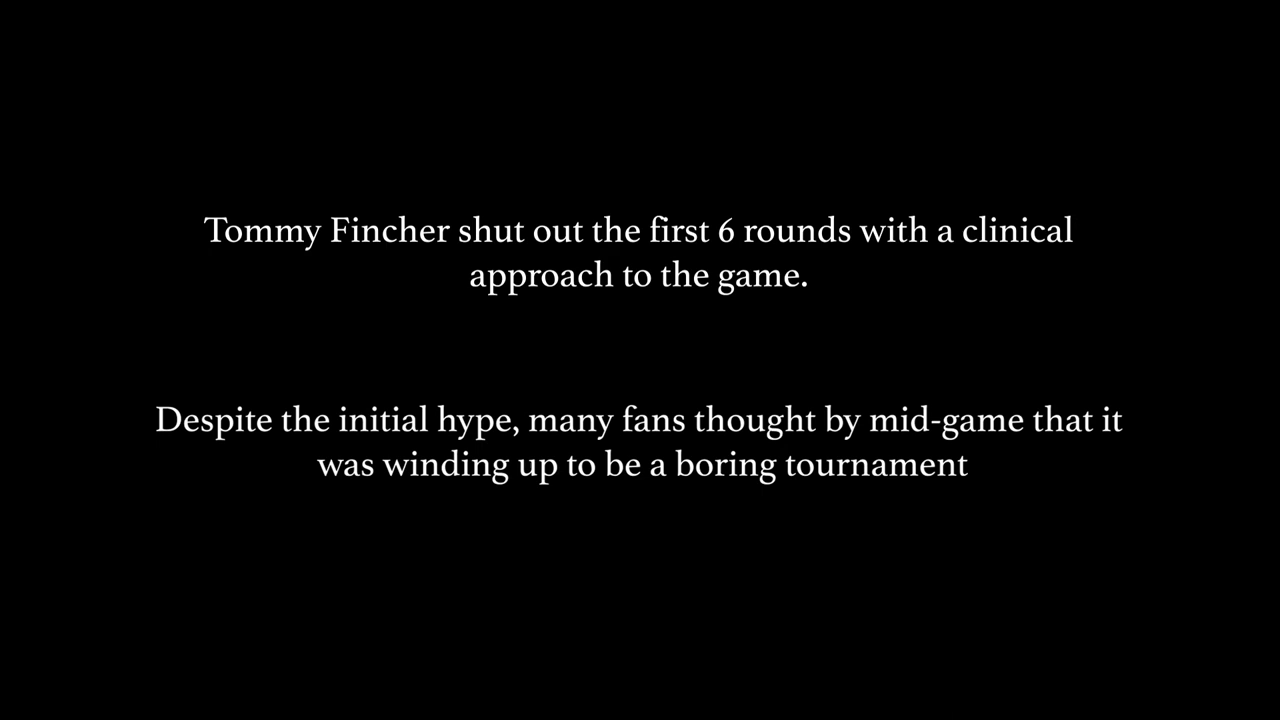 Tommy Fincher shut out the first 6 rounds with a clinical
approach to the game.
Despite the initial hype, many fans thought by mid-game that it
was winding up to be a boring tournament